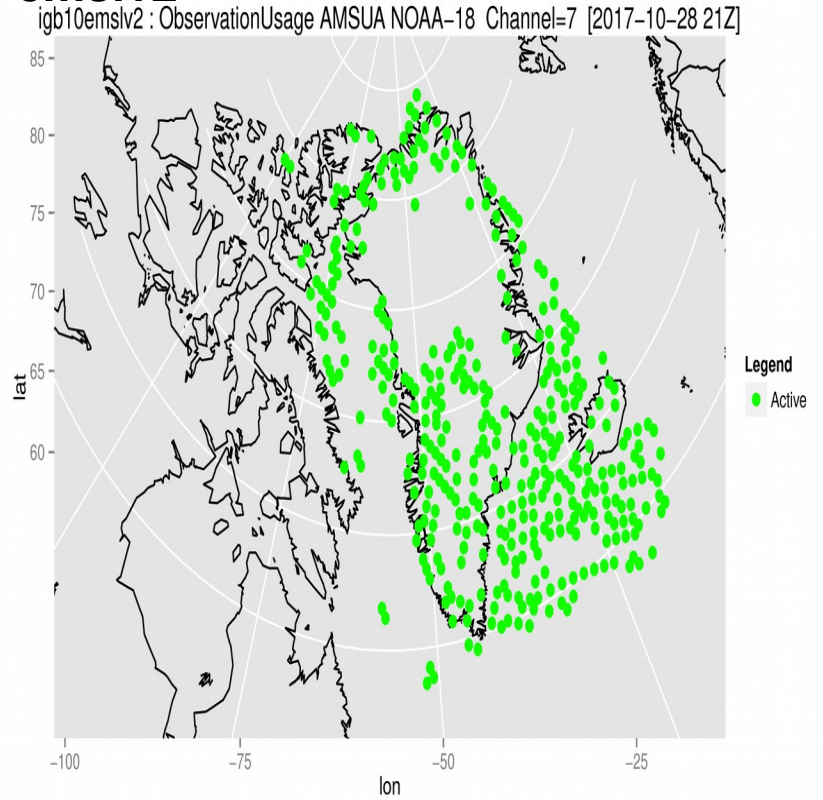 igb10emslv2 : ObservationUsage AMSUA NOAA−18 Channel=7 [2017−10−28 21Z]
85
80
75
70
65
60
lat
Legend
Active
−100
−75
−50
−25
lon